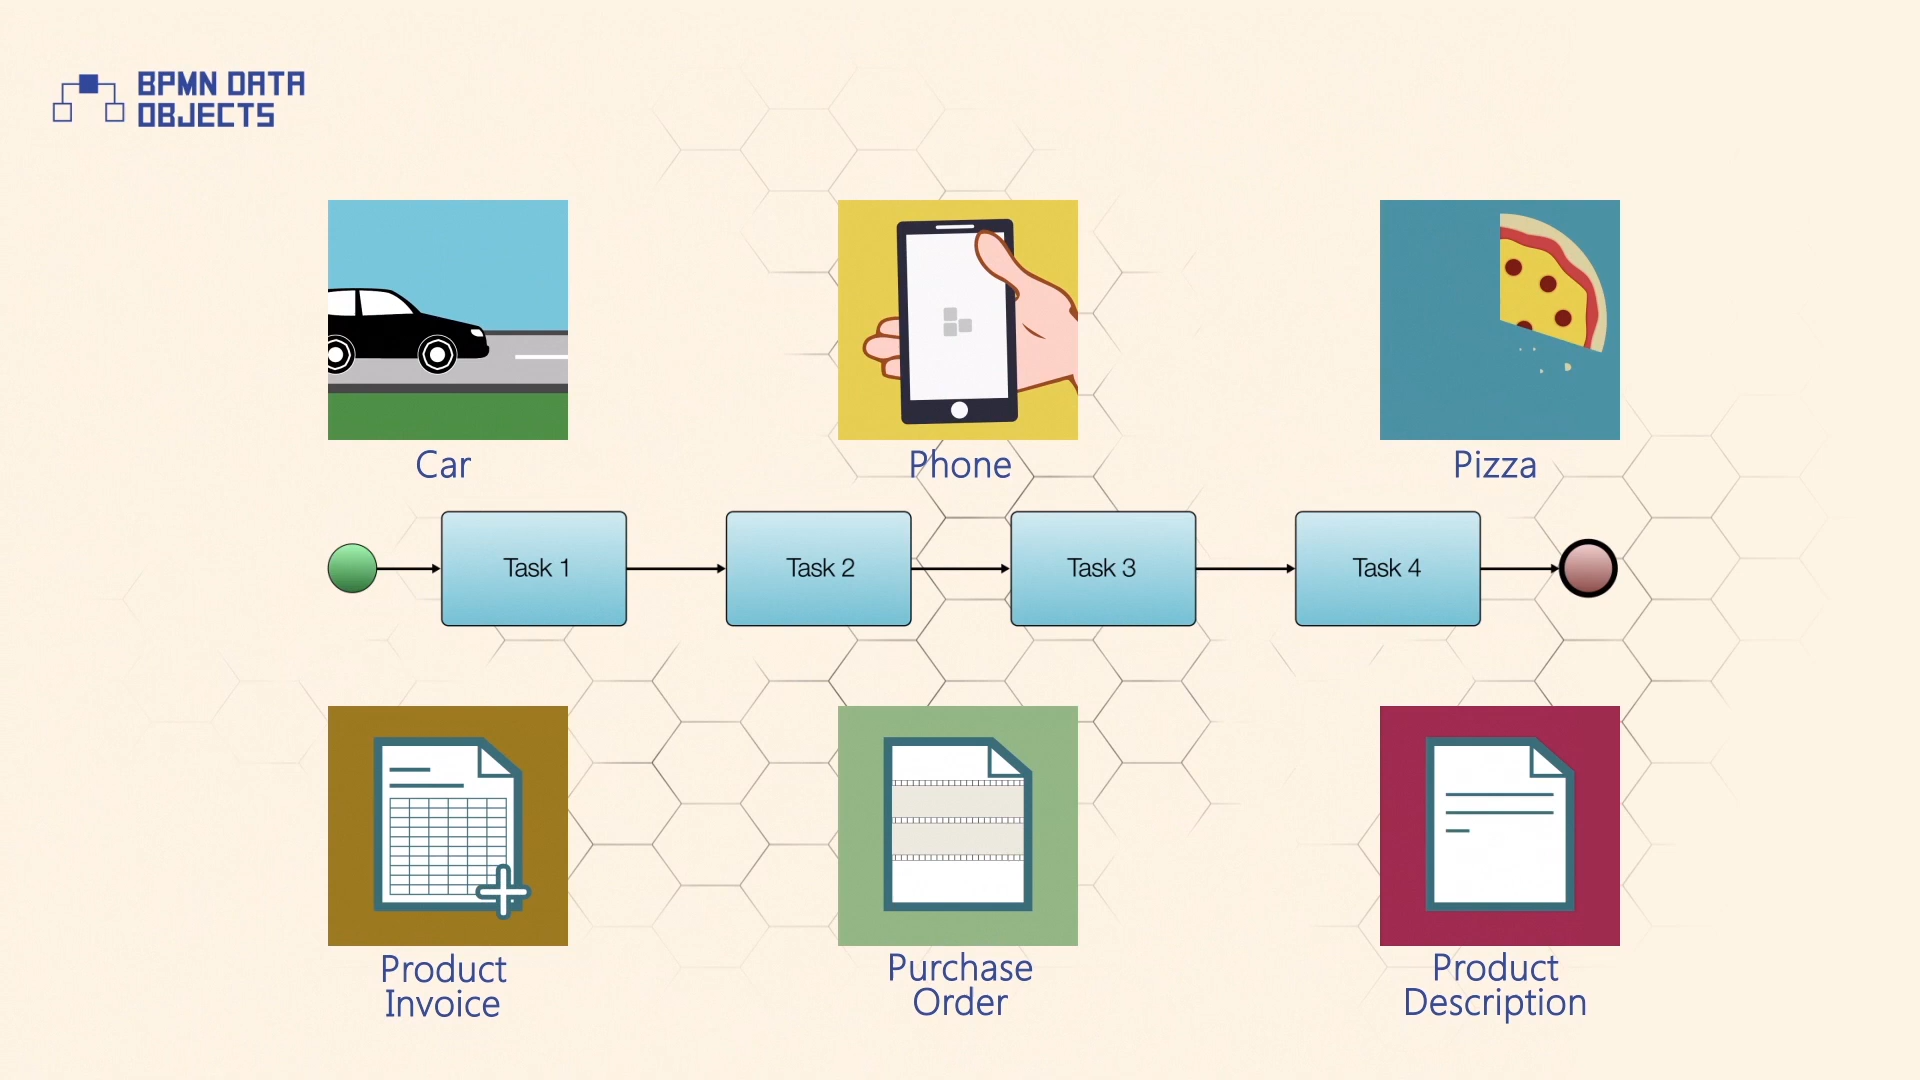 BPMN DATA
OBJECTS
Car
Phone
Pizza
Task 1
Task 2
Task 3
Task 4
Product
Invoice
Purchase
Order
Product
Description